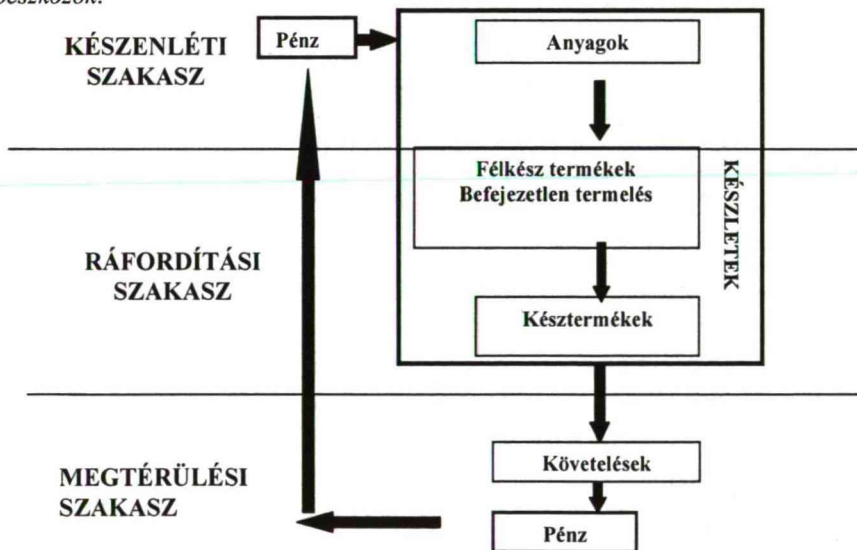 KÉSZENLÉTI
SZAKASZ
Pénz
Anyagok
Félkész termékek
Befejezetlen termelés
KÉSZLETEK
RÁFORDÍTÁSI
SZAKASZ
Késztermékek
MEGTÉRÜLÉSI
SZAKASZ
Követelések
Pénz